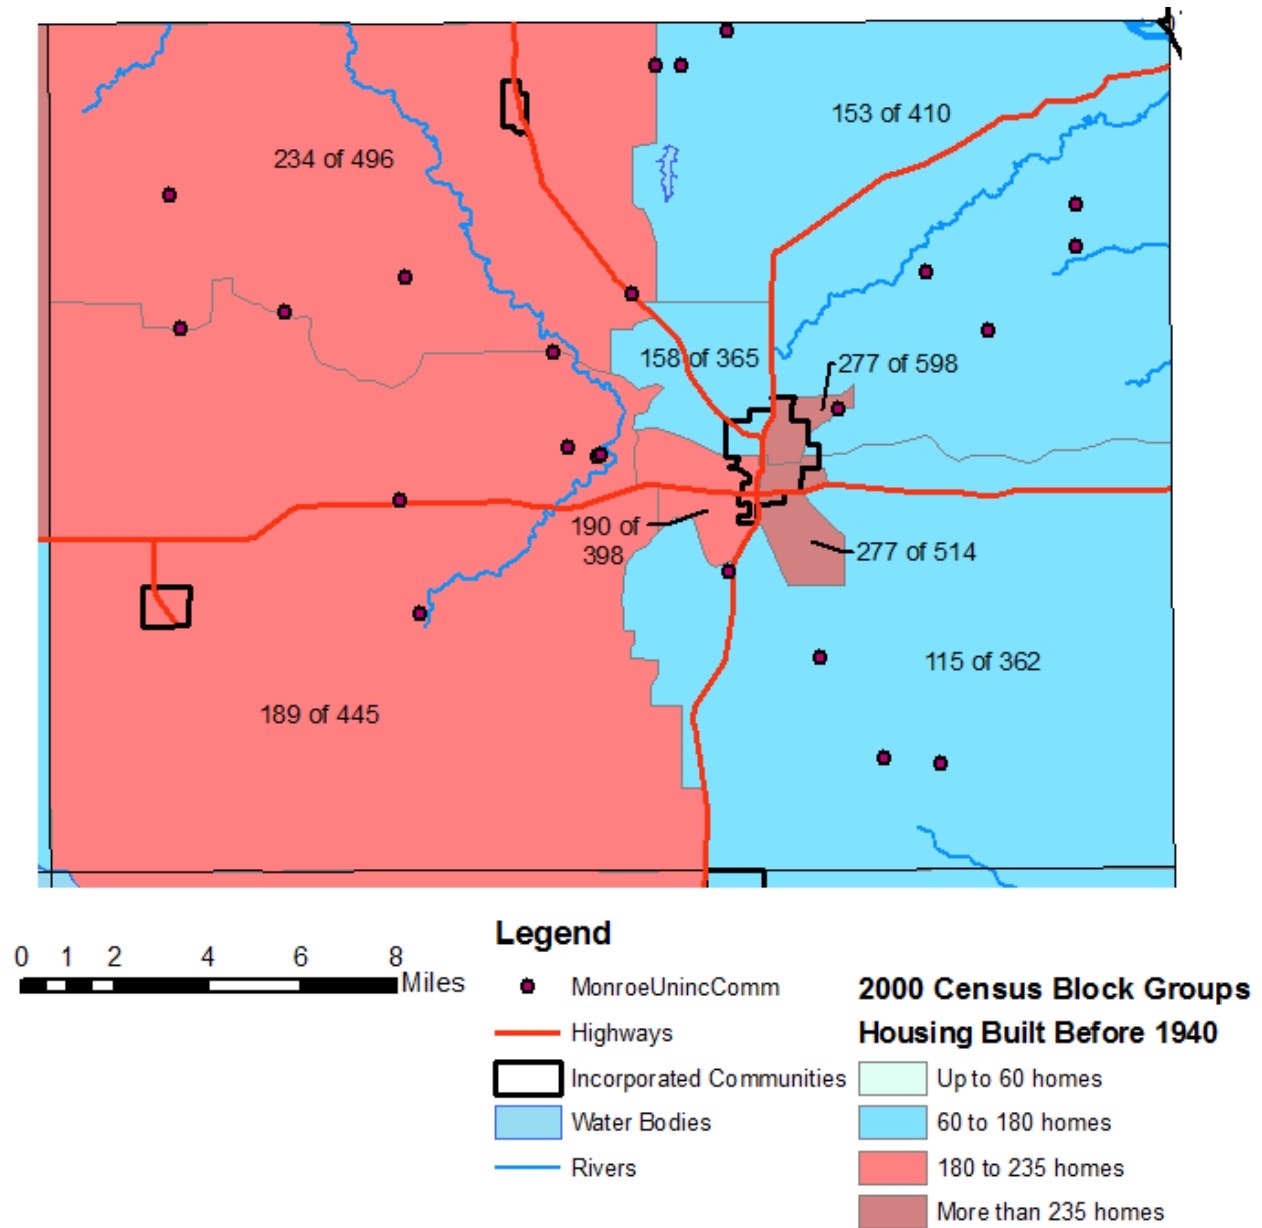 153 of 410
234 of 496
158 of 365
277 of 598
190 of
398
277 of 514
115 of 362
189 of 445
0 1 2 4 6 8
Miles
Legend
MonroeUnincComm
Highways
Incorporated Communities
Water Bodies
Rivers
2000 Census Block Groups
Housing Built Before 1940
Up to 60 homes
60 to 180 homes
180 to 235 homes
More than 235 homes